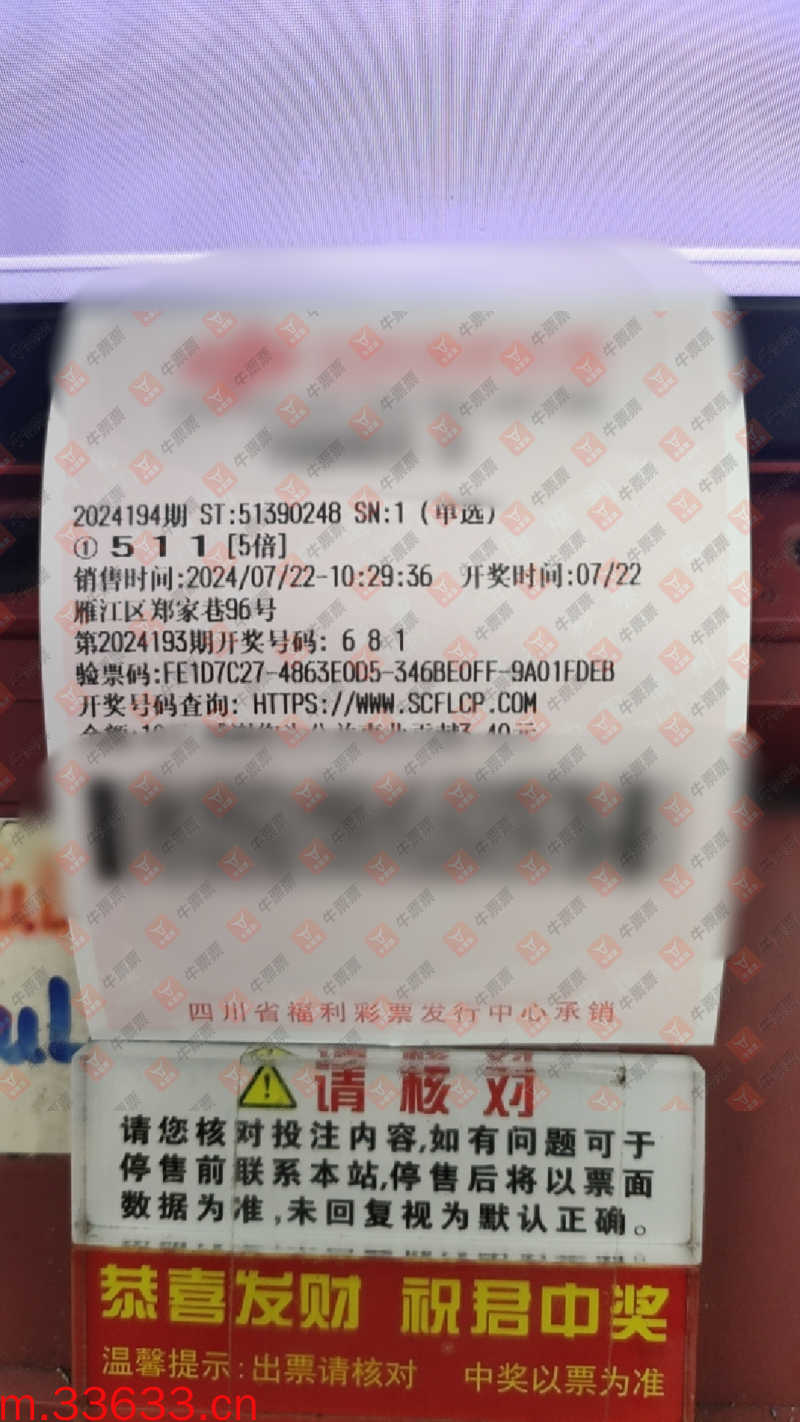 2024194期 ST:51390248 SN:1 (单选)
① 5 1 1 [5倍]
销售时间:2024/07/22-10:29:36 开奖时间:07/22
雁江区郑家巷96号
第2024193期开奖号码: 6 8 1
验票码:FE1D7C27-4863E0D5-346BE0FF-9A01FDEB
开奖号码查询: HTTPS://WWW.SCFLCP.COM
四川省福利彩票发行中心承销
请核对
请您核对投注内容,如有问题可于
停售前联系本站,停售后将以票面
数据为准,未回复视为默认正确。
恭喜发财 祝君中奖
温馨提示:出票请核对 中奖以票为准
m.33633.cn
牛票票